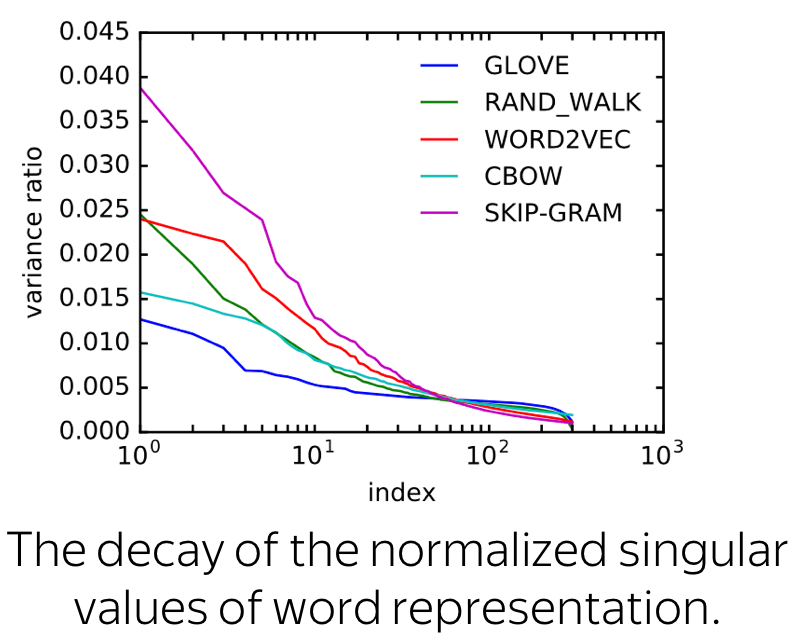 0.045
0.040
0.035
0.030
0.025
0.020
0.015
0.010
0.005
0.000
variance ratio
GLOVE
RAND_WALK
WORD2VEC
CBOW
SKIP-GRAM
10⁰ 10¹ 10² 10³
index
The decay of the normalized singular
values of word representation.